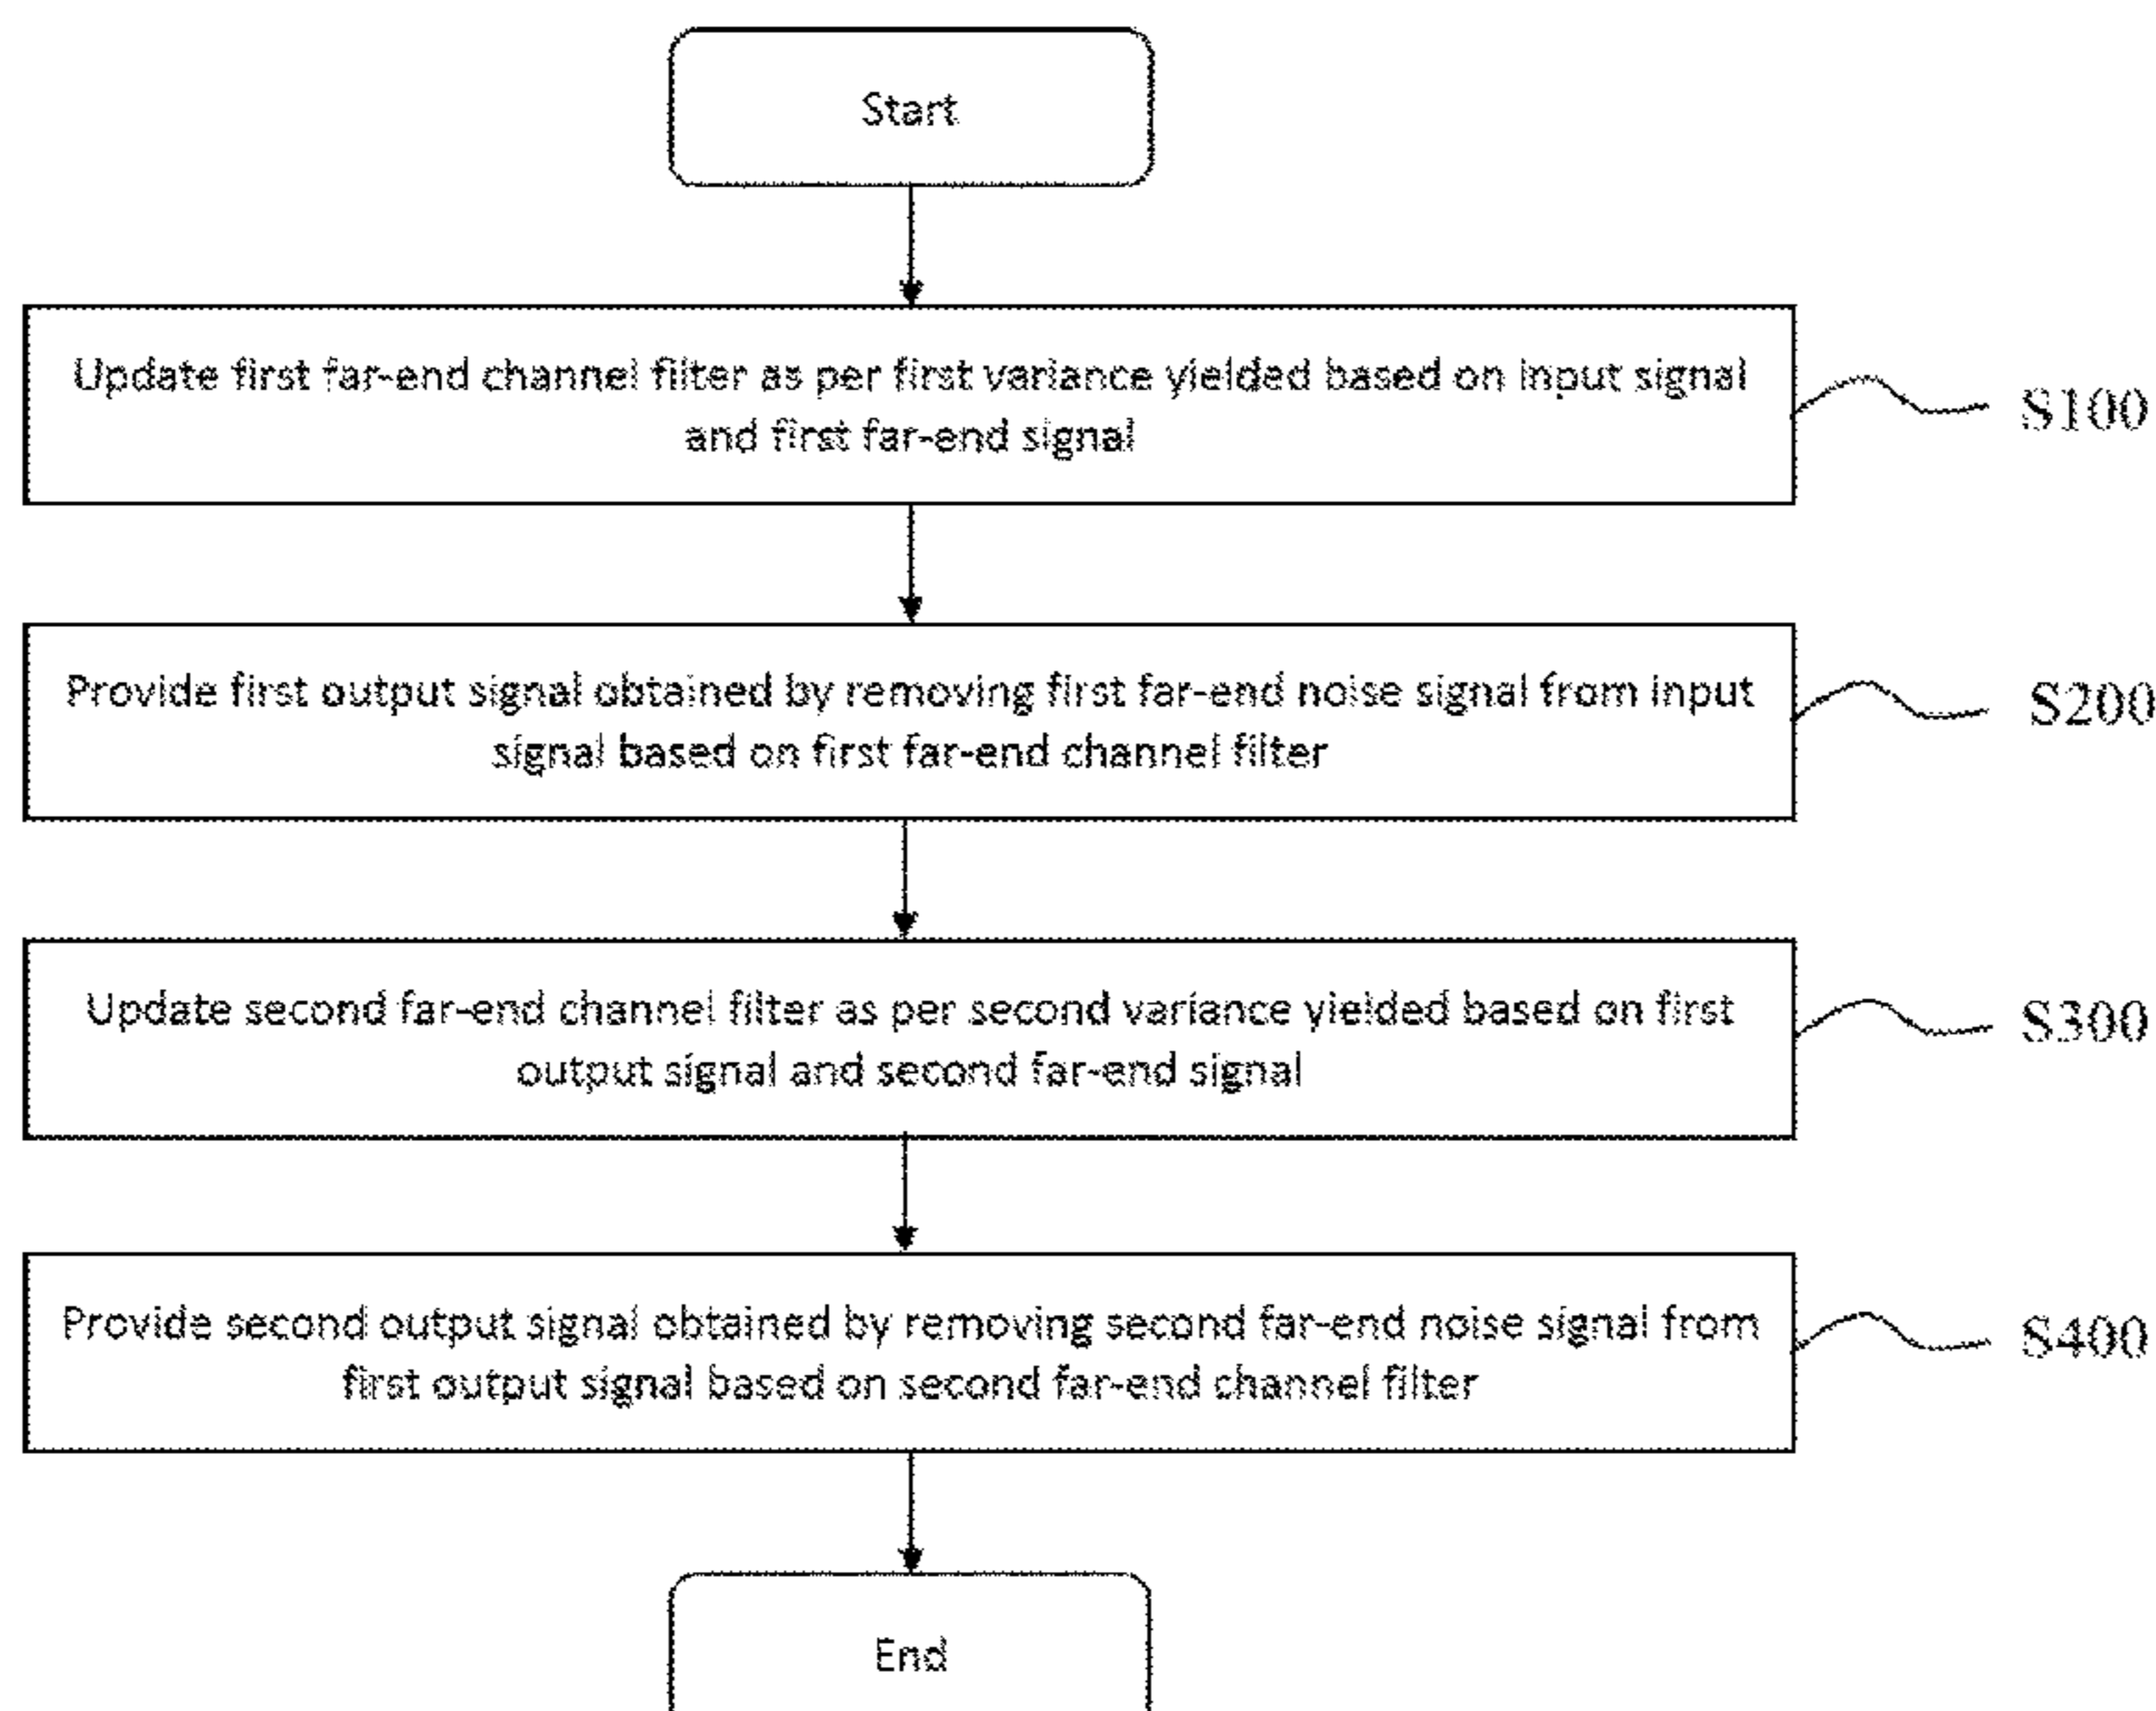 Start
Update first far-end channel filter as per first variance yielded based on input signal
and first far-end signal
S100
Provide first output signal obtained by removing first far-end noise signal from input
signal based on first far-end channel filter
S200
Update second far-end channel filter as per second variance yielded based on first
output signal and second far-end signal
S300
Provide second output signal obtained by removing second far-end noise signal from
first output signal based on second far-end channel filter
S400
End